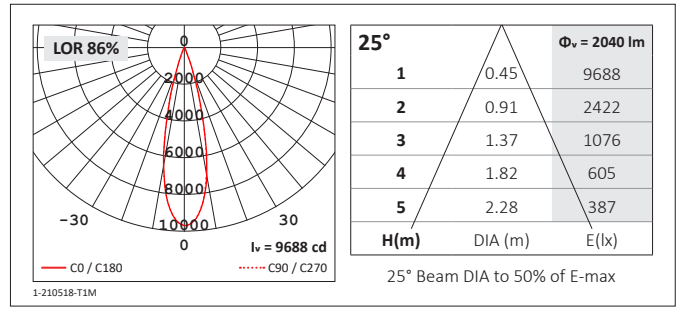 LOR 86%
0
2000
4000
6000
8000
10000
-30
0
30
Iᵥ = 9688 cd
C0 / C180
C90 / C270
25°
Φᵥ = 2040 lm
1 0.45 9688
2 0.91 2422
3 1.37 1076
4 1.82 605
5 2.28 387
H(m) DIA (m) E(lx)
25° Beam DIA to 50% of E-max
1-210518-T1M